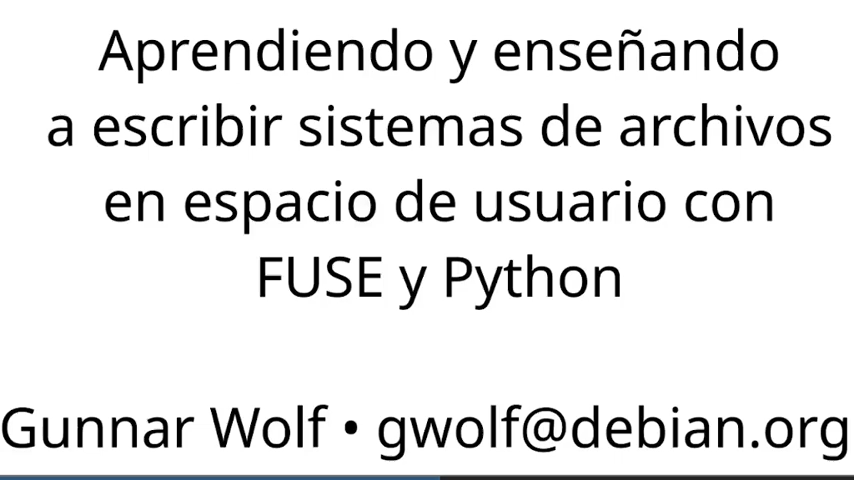 Aprendiendo y enseñando
a escribir sistemas de archivos
en espacio de usuario con
FUSE y Python
Gunnar Wolf • gwolf@debian.org